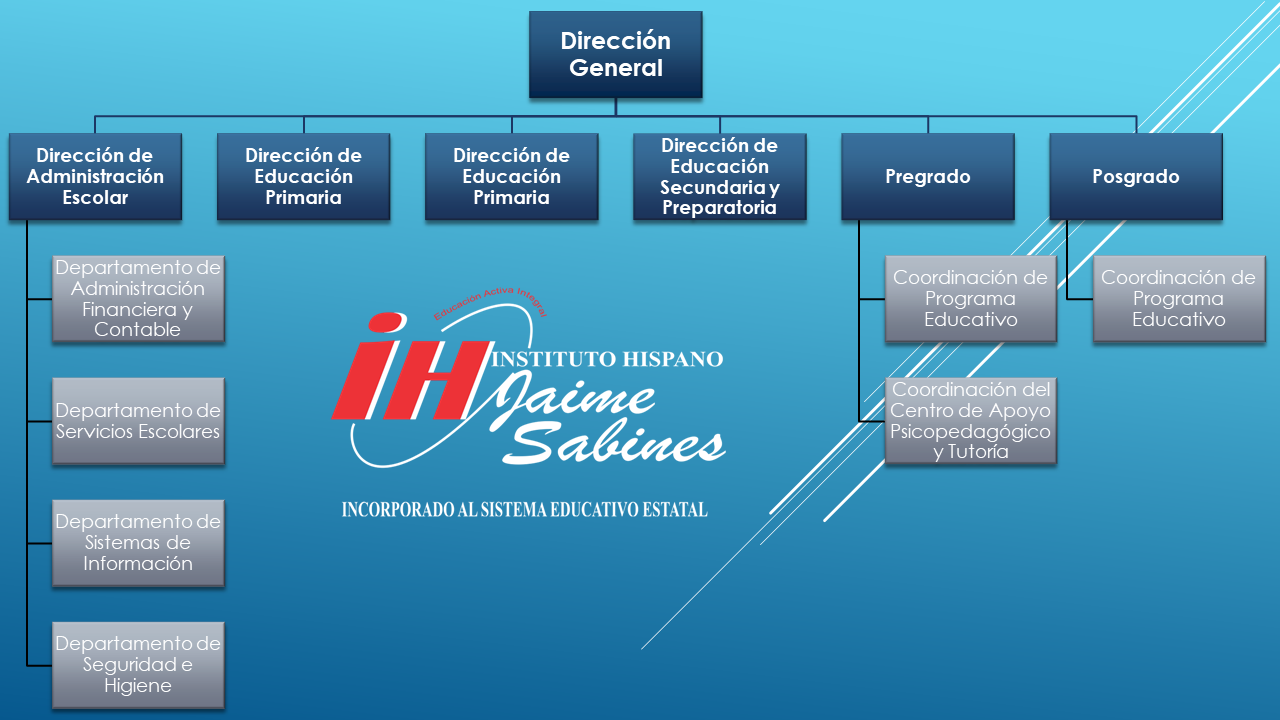 Dirección
General
Dirección de
Administración
Escolar
Dirección de
Educación
Primaria
Dirección de
Educación
Primaria
Dirección de
Educación
Secundaria y
Preparatoria
Pregrado
Posgrado
Departamento de
Administración
Financiera y
Contable
Departamento de
Servicios Escolares
Departamento de
Sistemas de
Información
Departamento de
Seguridad e
Higiene
Coordinación de
Programa
Educativo
Coordinación del
Centro de Apoyo
Psicopedagógico
y Tutoría
Coordinación de
Programa
Educativo
Educación Activa Integral
iH
INSTITUTO HISPANO
Jaime
Sabines
INCORPORADO AL SISTEMA EDUCATIVO ESTATAL